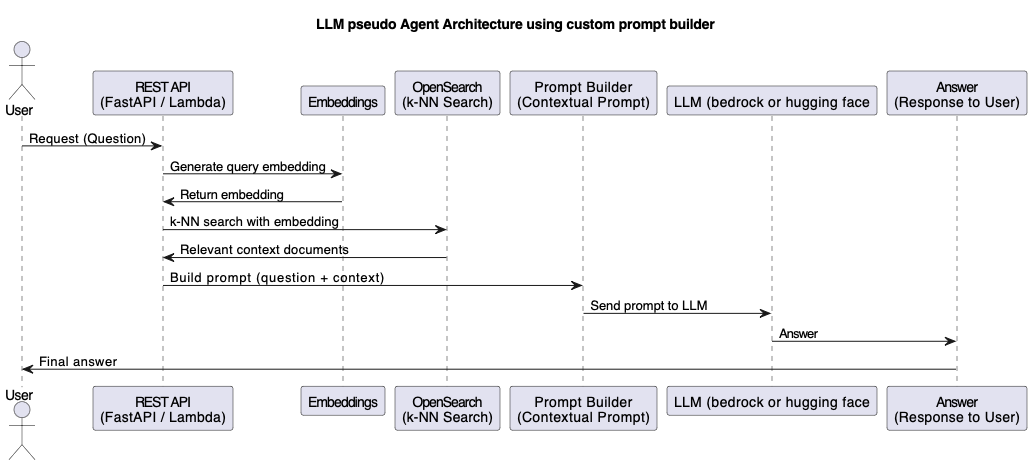 LLM pseudo Agent Architecture using custom prompt builder
User
REST API
(FastAPI / Lambda)
Embeddings
OpenSearch
(k-NN Search)
Prompt Builder
(Contextual Prompt)
LLM (bedrock or hugging face
Answer
(Response to User)
Request (Question)
Generate query embedding
Return embedding
k-NN search with embedding
Relevant context documents
Build prompt (question + context)
Send prompt to LLM
Answer
Final answer
User
REST API
(FastAPI / Lambda)
Embeddings
OpenSearch
(k-NN Search)
Prompt Builder
(Contextual Prompt)
LLM (bedrock or hugging face
Answer
(Response to User)